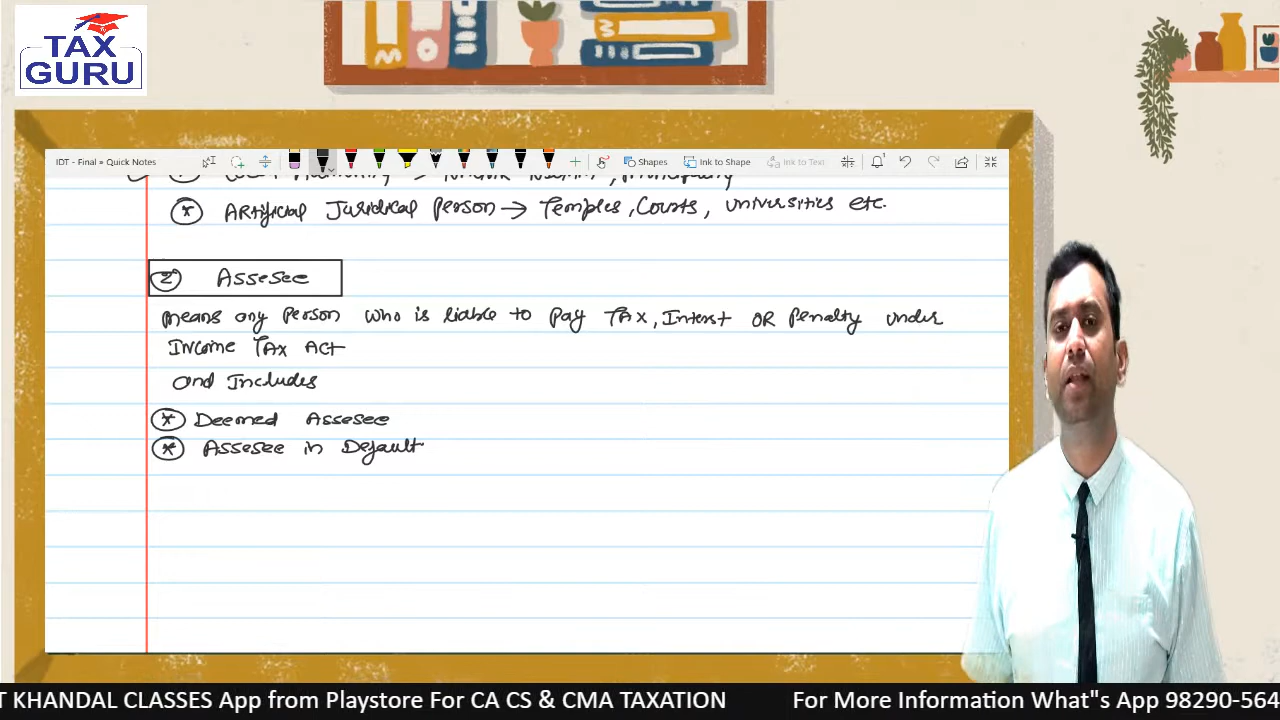 TAX
GURU
IDT - Final » Quick Notes
Shapes
Ink to Shape
Ink to Text
Artificial Juridical Person → Temples, Courts, universities etc.
2 Assesee
means any Person who is liable to pay Tax, Interst OR Penalty under
Income Tax Act
and Includes
* Deemed Assesee
* Assesee in Default
T KHANDAL CLASSES App from Playstore For CA CS & CMA TAXATION For More Information What"s App 98290-564